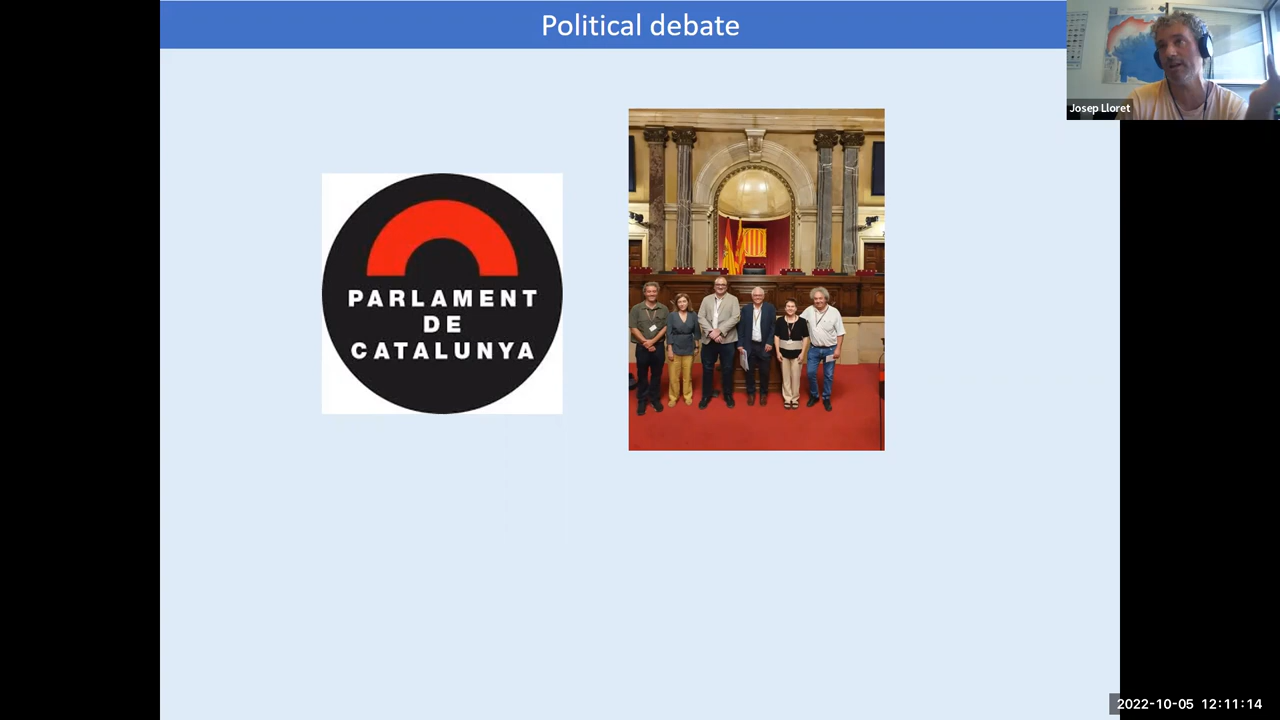 Political debate
Josep Lloret
PARLAMENT
DE
CATALUNYA
2022-10-05 12:11:14